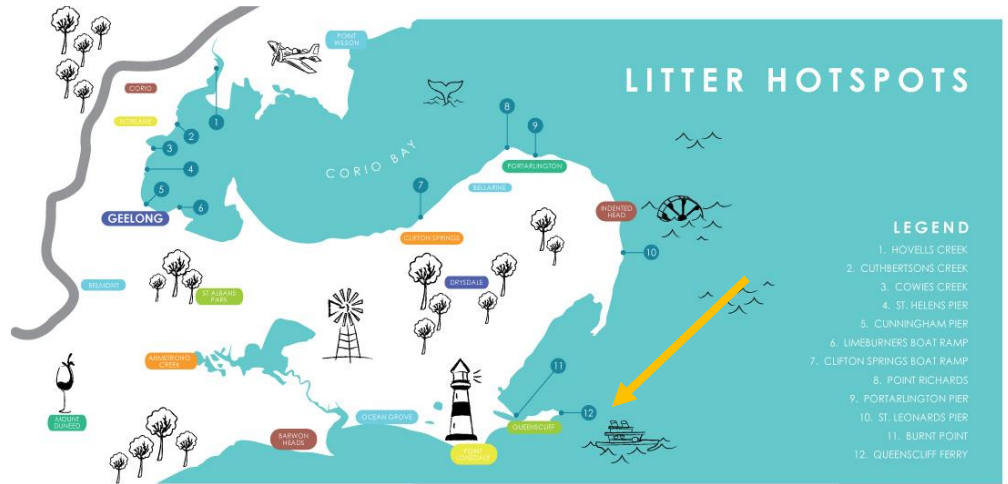 POINT
WILSON
LITTER HOTSPOTS
CORIO
8
1
9
2
3
CORIO BAY
4
PORTARLINGTON
7
BELLARINE
5
6
INDENTED
HEAD
GEELONG
LEGEND
CLIFTON SPRINGS
10
1. HOVELLS CREEK
2. CUTHBERTSONS CREEK
BELMONT
DRYSDALE
ST ALBANS
PARK
3. COWIES CREEK
4. ST. HELENS PIER
5. CUNNINGHAM PIER
6. LIMEBURNERS BOAT RAMP
ARMSTRONG
CREEK
7. CLIFTON SPRINGS BOAT RAMP
11
8. POINT RICHARDS
9. PORTARLINGTON PIER
12
OCEAN GROVE
MOUNT
DUNEED
QUEENSCLIFF
10. ST. LEONARDS PIER
BARWON
HEADS
11. BURNT POINT
POINT
LONSDALE
12. QUEENSCLIFF FERRY